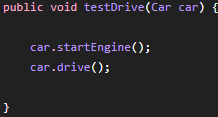 public void testDrive(Car car) {
car.startEngine();
car.drive();
}